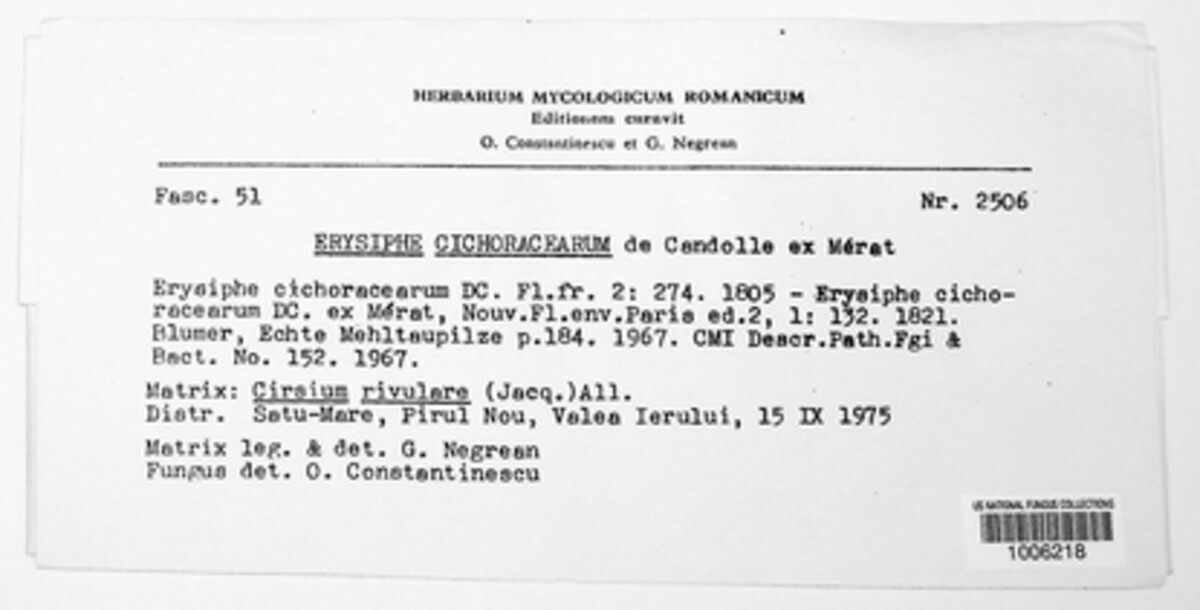 HERBARIUM MYCOLOGICUM ROMANICUM
Editionem curavit
O. Constantinescu et G. Negrean
Fasc. 51
Nr. 2506
ERYSIPHE CICHORACEARUM de Candolle ex Mérat
Erysiphe cichoracearum DC. Fl.fr. 2: 274. 1805 - Erysiphe cicho-
racearum DC. ex Mérat, Nouv.Fl.env.Paris ed.2, 1: 132. 1821.
Blumer, Echte Mehltaupilze p.184. 1967. CMI Descr.Path.Fgi &
Bact. No. 152. 1967.
Matrix: Cirsium rivulare (Jacq.)All.
Distr. Satu-Mare, Pirul Nou, Valea Ierului, 15 IX 1975
Matrix leg. & det. G. Negrean
Fungus det. O. Constantinescu
US NATIONAL FUNGUS COLLECTIONS
1006218